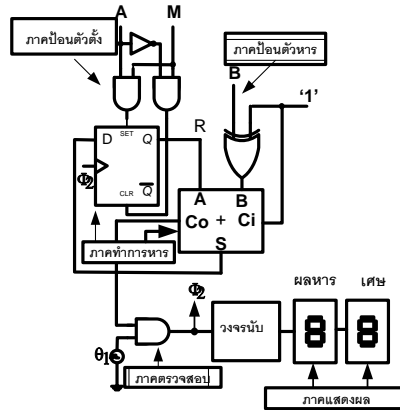 A
M
ภาคป้อนตัวตั้ง
ภาคป้อนตัวหาร
B
'1'
D
SET
Q
R
Φ2
CLR
Q
A
B
Co + Ci
S
ภาคทำการหาร
Φ2
ผลหาร
เศษ
วงจรนับ
8
8
θ1
ภาคตรวจสอบ
ภาคแสดงผล